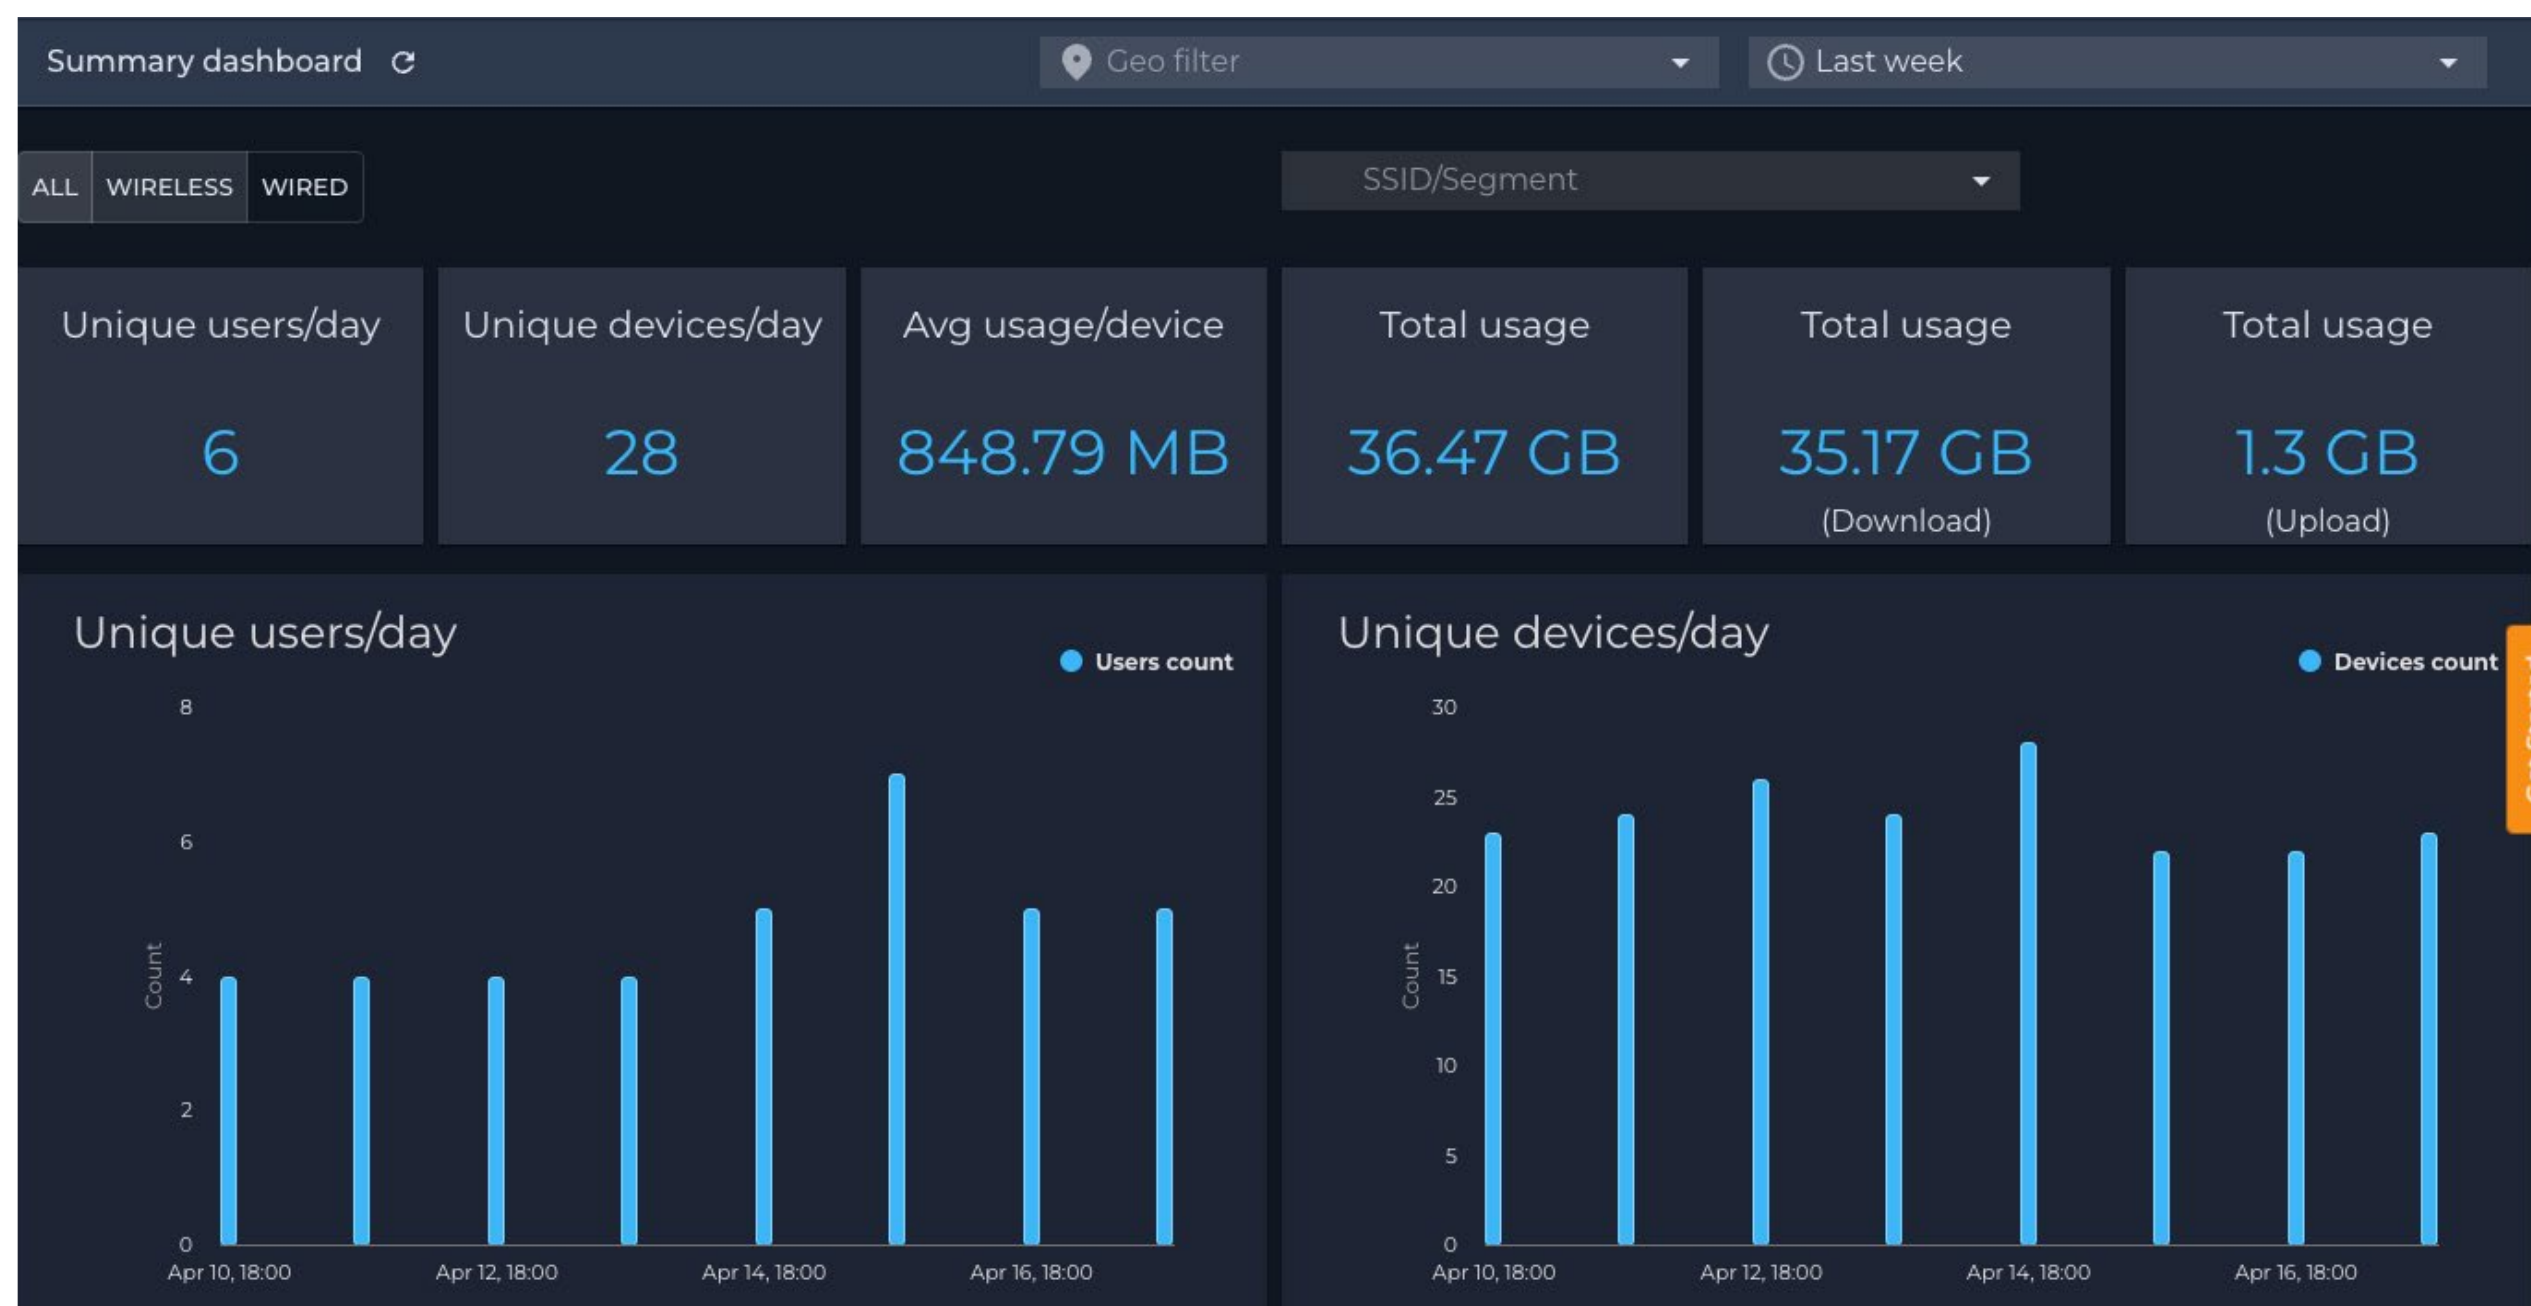 Summary dashboard
Geo filter
Last week
ALL WIRELESS WIRED
SSID/Segment
Unique users/day
6
Unique devices/day
28
Avg usage/device
848.79 MB
Total usage
36.47 GB
Total usage
35.17 GB
(Download)
Total usage
1.3 GB
(Upload)
Unique users/day
Users count
Count
8
6
4
2
0
Apr 10, 18:00
Apr 12, 18:00
Apr 14, 18:00
Apr 16, 18:00
Unique devices/day
Devices count
Count
30
25
20
15
10
5
0
Apr 10, 18:00
Apr 12, 18:00
Apr 14, 18:00
Apr 16, 18:00